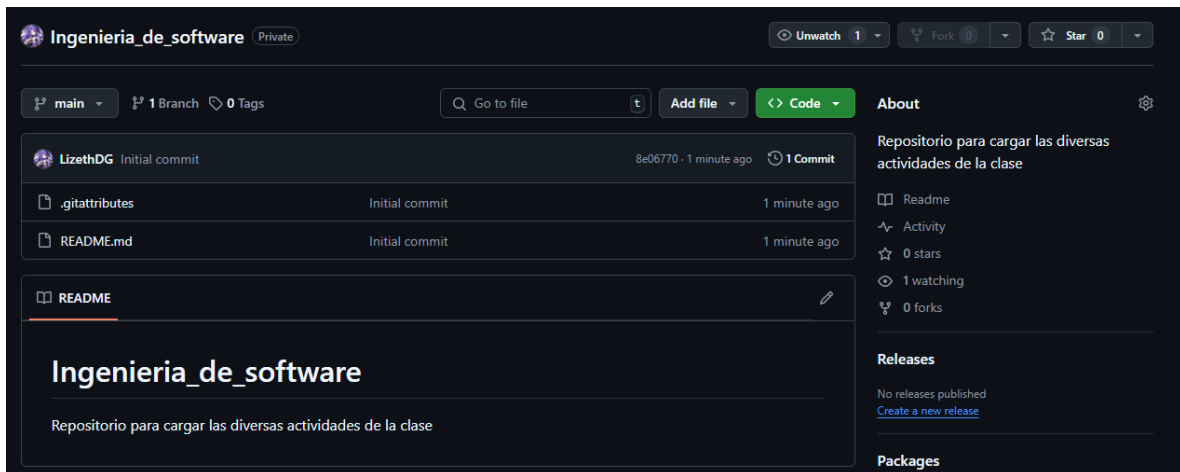 Ingenieria_de_software Private Unwatch 1 Fork 0 Star 0
main 1 Branch 0 Tags Go to file t Add file Code
LizethDG Initial commit 8e06770 · 1 minute ago 1 Commit
.gitattributes Initial commit 1 minute ago
README.md Initial commit 1 minute ago
README
Ingenieria_de_software
Repositorio para cargar las diversas actividades de la clase
About
Repositorio para cargar las diversas
actividades de la clase
Readme
Activity
0 stars
1 watching
0 forks
Releases
No releases published
Create a new release
Packages